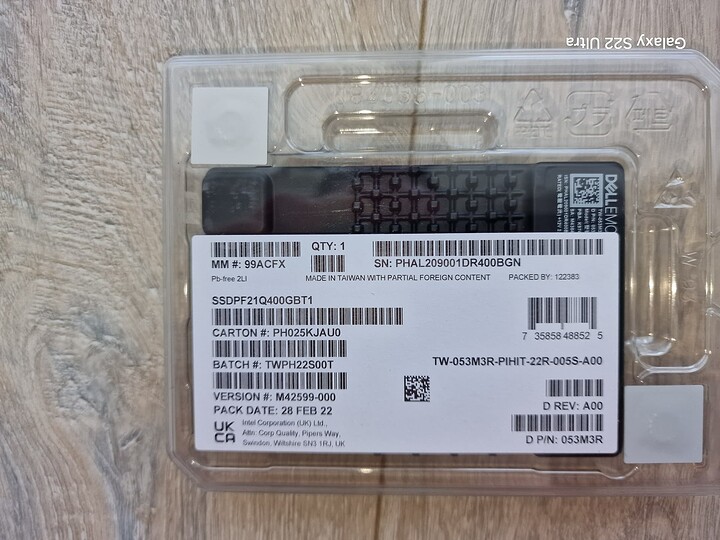 Galaxy S22 Ultra
DELLEMC
QTY: 1
MM #: 99ACFX
SN: PHAL209001DR400BGN
Pb-free 2LI
MADE IN TAIWAN WITH PARTIAL FOREIGN CONTENT
PACKED BY: 122383
SSDPF21Q400GBT1
CARTON #: PH025KJAU0
7 35858 48852 5
BATCH #: TWPH22S00T
TW-053M3R-PIHIT-22R-005S-A00
VERSION #: M42599-000
PACK DATE: 28 FEB 22
D REV: A00
UK
CA
Intel Corporation (UK) Ltd.,
Attn: Corp Quality, Pipers Way,
Swindon, Wiltshire SN3 1RJ, UK
D P/N: 053M3R